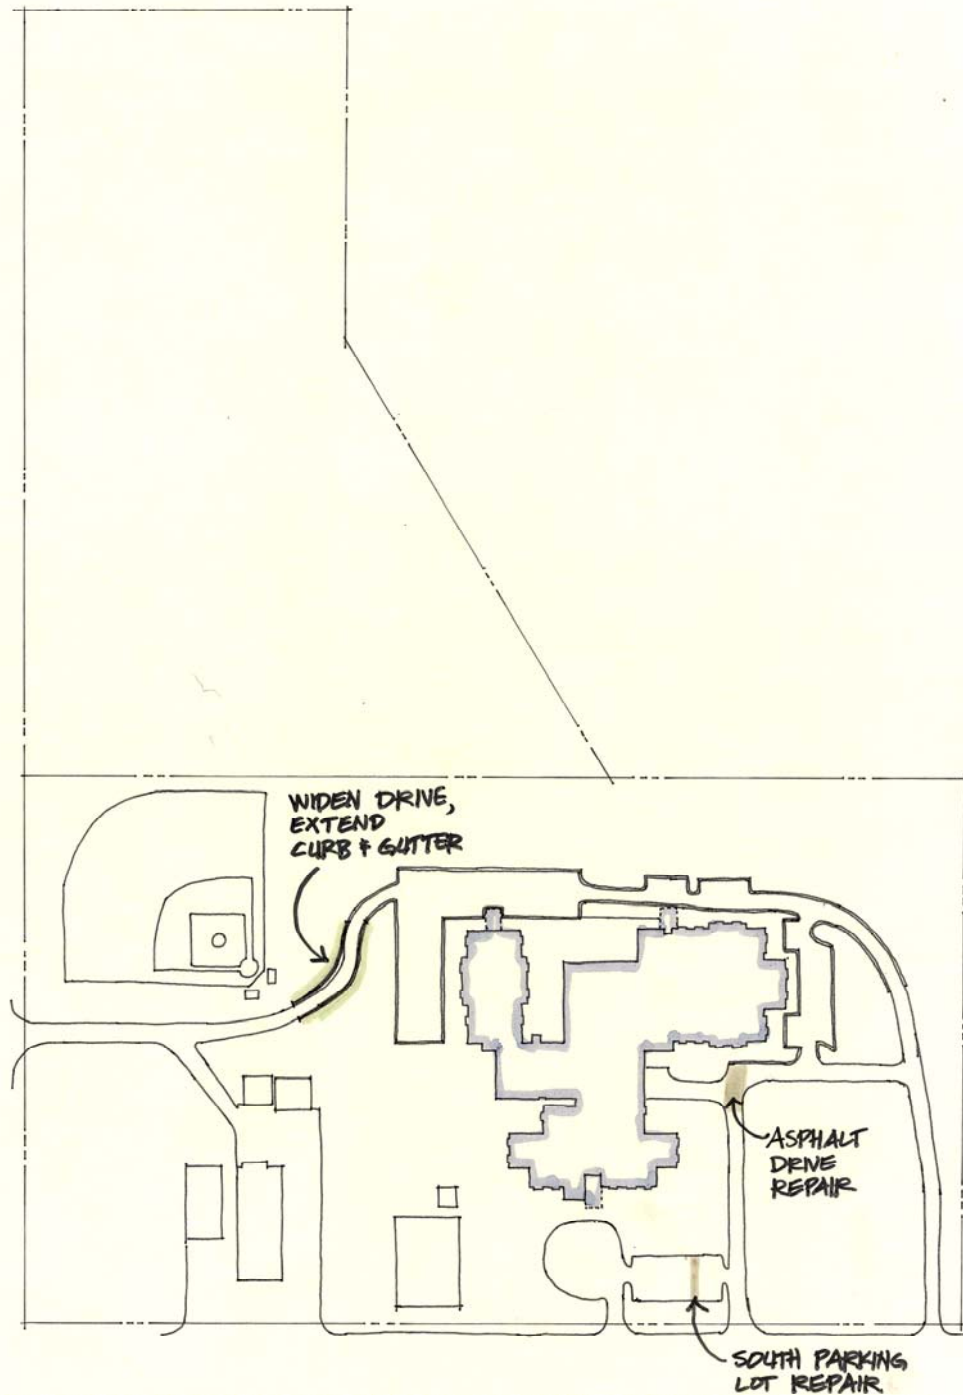 WIDEN DRIVE,
EXTEND
CURB & GUTTER
ASPHALT
DRIVE
REPAIR
SOUTH PARKING
LOT REPAIR